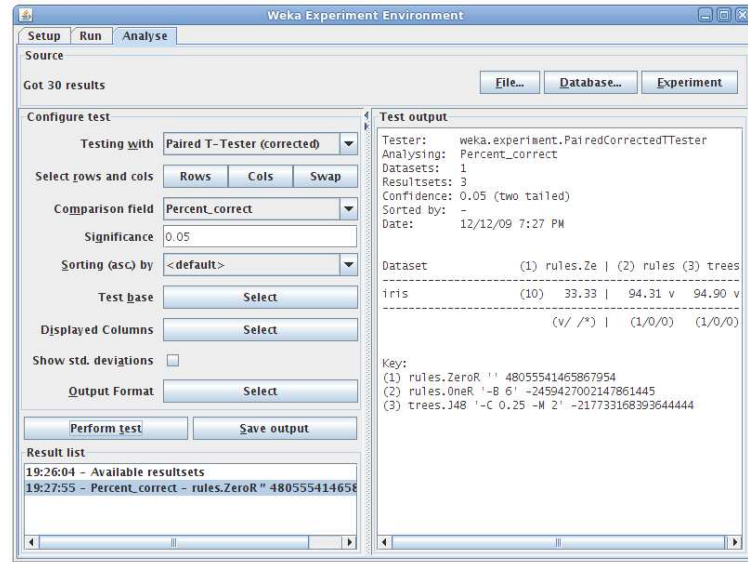 Weka Experiment Environment
Setup Run Analyse
Source
Got 30 results
File... Database... Experiment
Configure test
Testing with Paired T-Tester (corrected)
Select rows and cols Rows Cols Swap
Comparison field Percent_correct
Significance 0.05
Sorting (asc.) by <default>
Test base Select
Displayed Columns Select
Show std. deviations
Output Format Select
Perform test Save output
Result list
19:26:04 - Available resultsets
19:27:55 - Percent_correct - rules.ZeroR '' 480555414658
Test output
Tester: weka.experiment.PairedCorrectedTTester
Analysing: Percent_correct
Datasets: 1
Resultsets: 3
Confidence: 0.05 (two tailed)
Sorted by: -
Date: 12/12/09 7:27 PM
Dataset (1) rules.Ze | (2) rules (3) trees
--------------------------------------------------------------
iris (10) 33.33 | 94.31 v 94.90 v
--------------------------------------------------------------
(v/ /*) | (1/0/0) (1/0/0)
Key:
(1) rules.ZeroR '' 48055541465867954
(2) rules.OneR '-B 6' -2459427002147861445
(3) trees.J48 '-C 0.25 -M 2' -217733168393644444